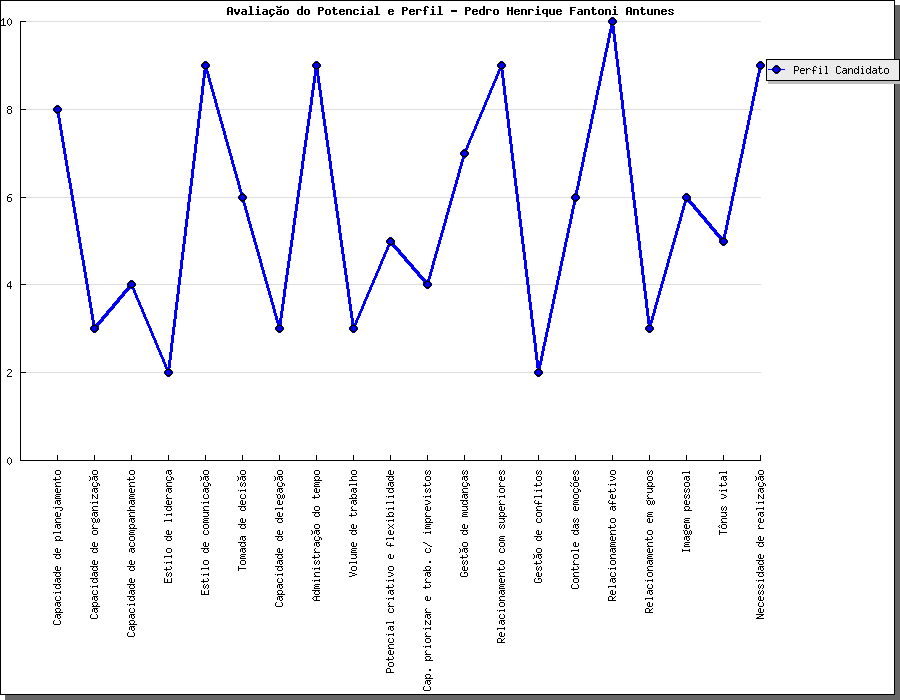 Avaliação do Potencial e Perfil - Pedro Henrique Fantoni Antunes
10
8
6
4
2
0
Perfil Candidato
Capacidade de planejamento
Capacidade de organização
Capacidade de acompanhamento
Estilo de liderança
Estilo de comunicação
Tomada de decisão
Capacidade de delegação
Administração do tempo
Volume de trabalho
Potencial criativo e flexibilidade
Cap. priorizar e trab. c/ imprevistos
Gestão de mudanças
Relacionamento com superiores
Gestão de conflitos
Controle das emoções
Relacionamento afetivo
Relacionamento em grupos
Imagem pessoal
Tônus vital
Necessidade de realização